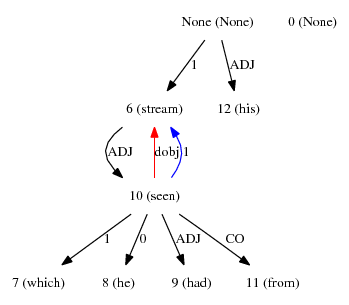 None (None) 0 (None)
1 ADJ
6 (stream) 12 (his)
ADJ dobj 1
10 (seen)
1 0 ADJ CO
7 (which) 8 (he) 9 (had) 11 (from)